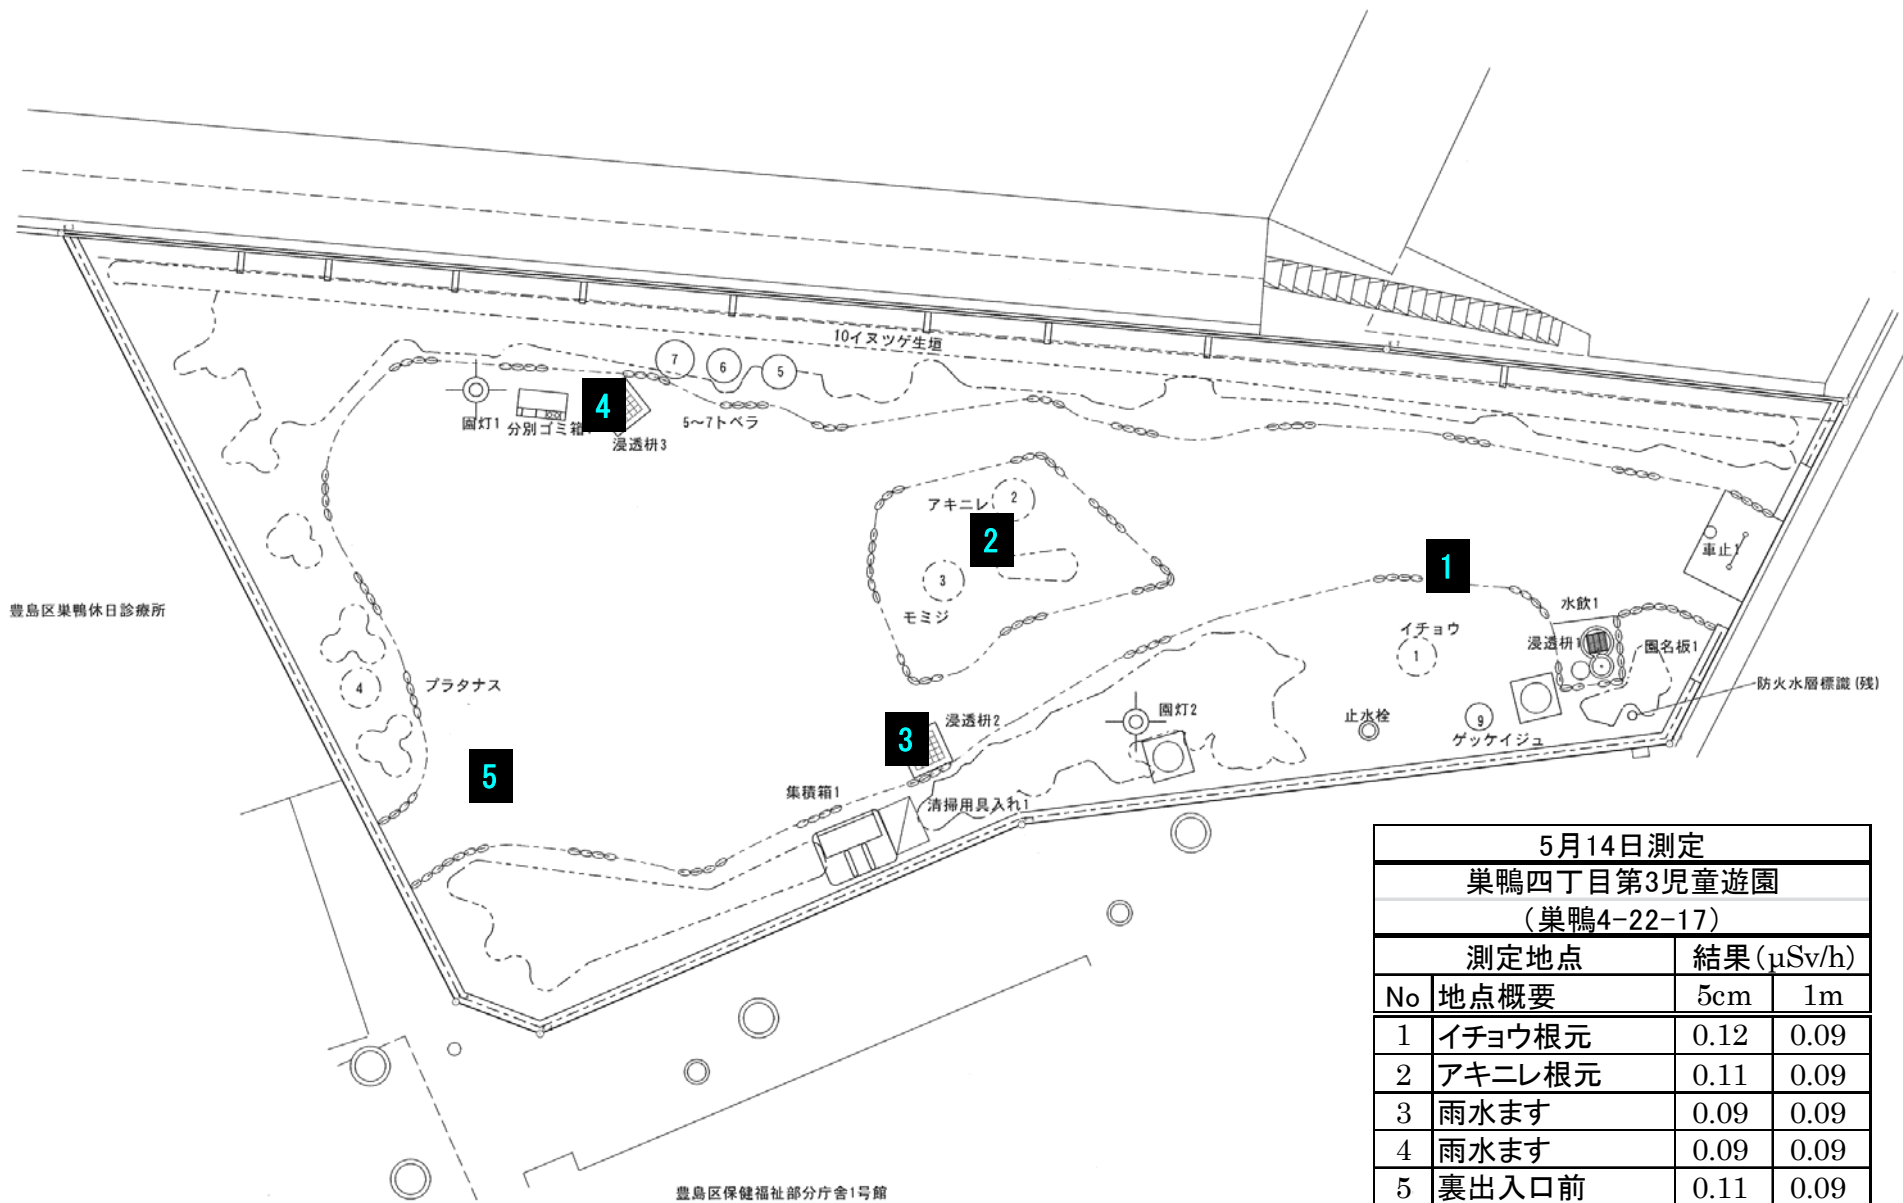 10イヌツゲ生垣
7
6
5
園灯1
分別ゴミ箱
4
浸透桝3
5～7トベラ
アキニレ
2
2
3
モミジ
1
車止1
水飲1
イチョウ
1
浸透桝1
園名板1
豊島区巣鴨休日診療所
4
プラタナス
防火水層標識(残)
浸透桝2
3
園灯2
止水栓
9
ゲッケイジュ
5
集積箱1
清掃用具入れ1
5月14日測定
巣鴨四丁目第3児童遊園
(巣鴨4-22-17)
測定地点 結果(μSv/h)
No 地点概要 5cm 1m
1 イチョウ根元 0.12 0.09
2 アキニレ根元 0.11 0.09
3 雨水ます 0.09 0.09
4 雨水ます 0.09 0.09
5 裏出入口前 0.11 0.09
豊島区保健福祉部分庁舎1号館